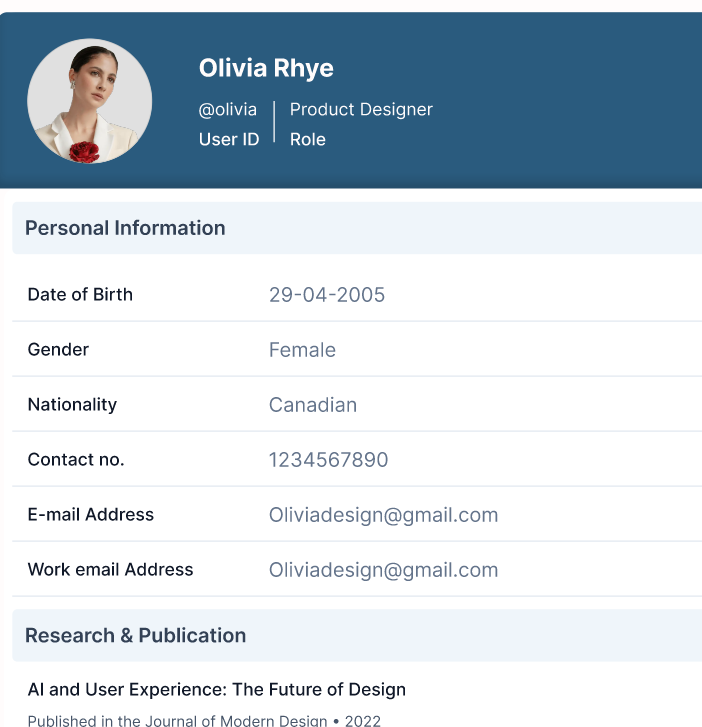 Olivia Rhye
@olivia Product Designer
User ID Role
Personal Information
Date of Birth 29-04-2005
Gender Female
Nationality Canadian
Contact no. 1234567890
E-mail Address Oliviadesign@gmail.com
Work email Address Oliviadesign@gmail.com
Research & Publication
AI and User Experience: The Future of Design
Published in the Journal of Modern Design • 2022